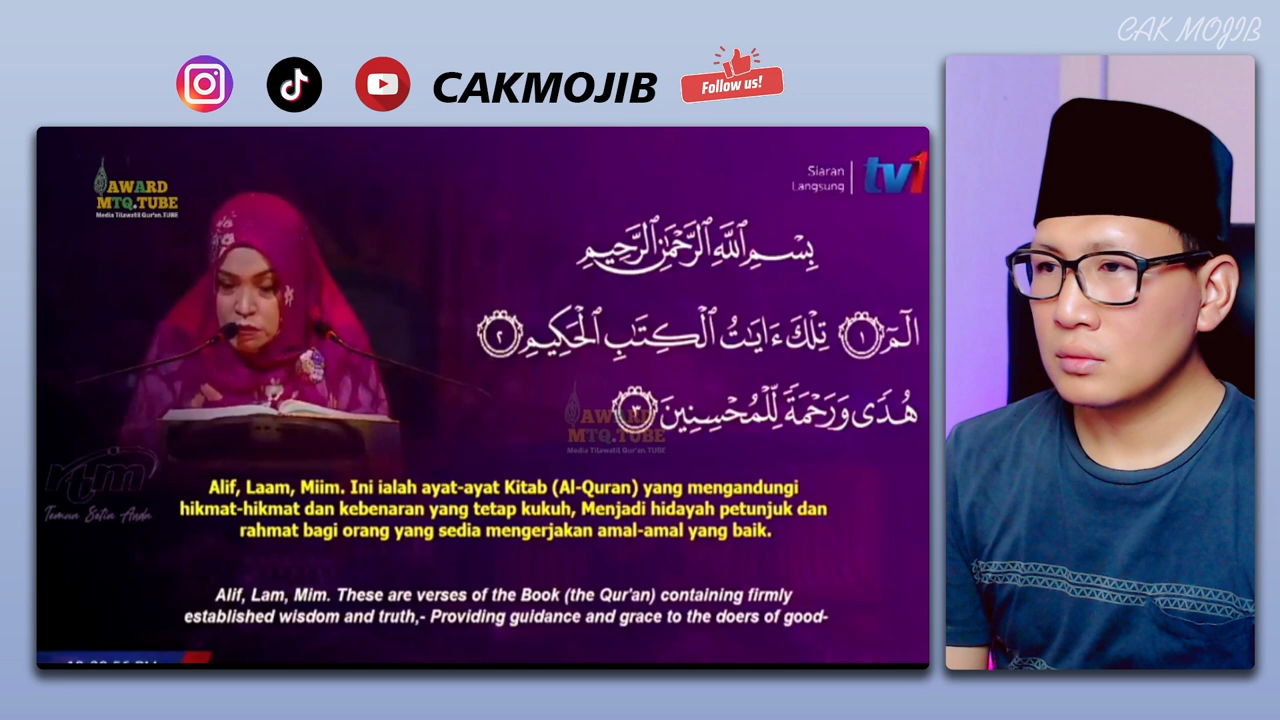 CAK MOJIB
CAKMOJIB
Follow us!
AWARD
MTQ.TUBE
Media Tilawatil Qur'an.TUBE
Siaran
Langsung
tv1
بِسْمِ ٱللَّهِ ٱلرَّحْمَٰنِ ٱلرَّحِيمِ
الٓمٓ ١ تِلْكَ ءَايَٰتُ ٱلْكِتَٰبِ ٱلْحَكِيمِ ٢
هُدًى وَرَحْمَةً لِّلْمُحْسِنِينَ ٣
AWARD
MTQ.TUBE
Media Tilawatil Qur'an.TUBE
rtm
Teman Setia Anda
Alif, Laam, Miim. Ini ialah ayat-ayat Kitab (Al-Quran) yang mengandungi
hikmat-hikmat dan kebenaran yang tetap kukuh, Menjadi hidayah petunjuk dan
rahmat bagi orang yang sedia mengerjakan amal-amal yang baik.
Alif, Lam, Mim. These are verses of the Book (the Qur'an) containing firmly
established wisdom and truth,- Providing guidance and grace to the doers of good-